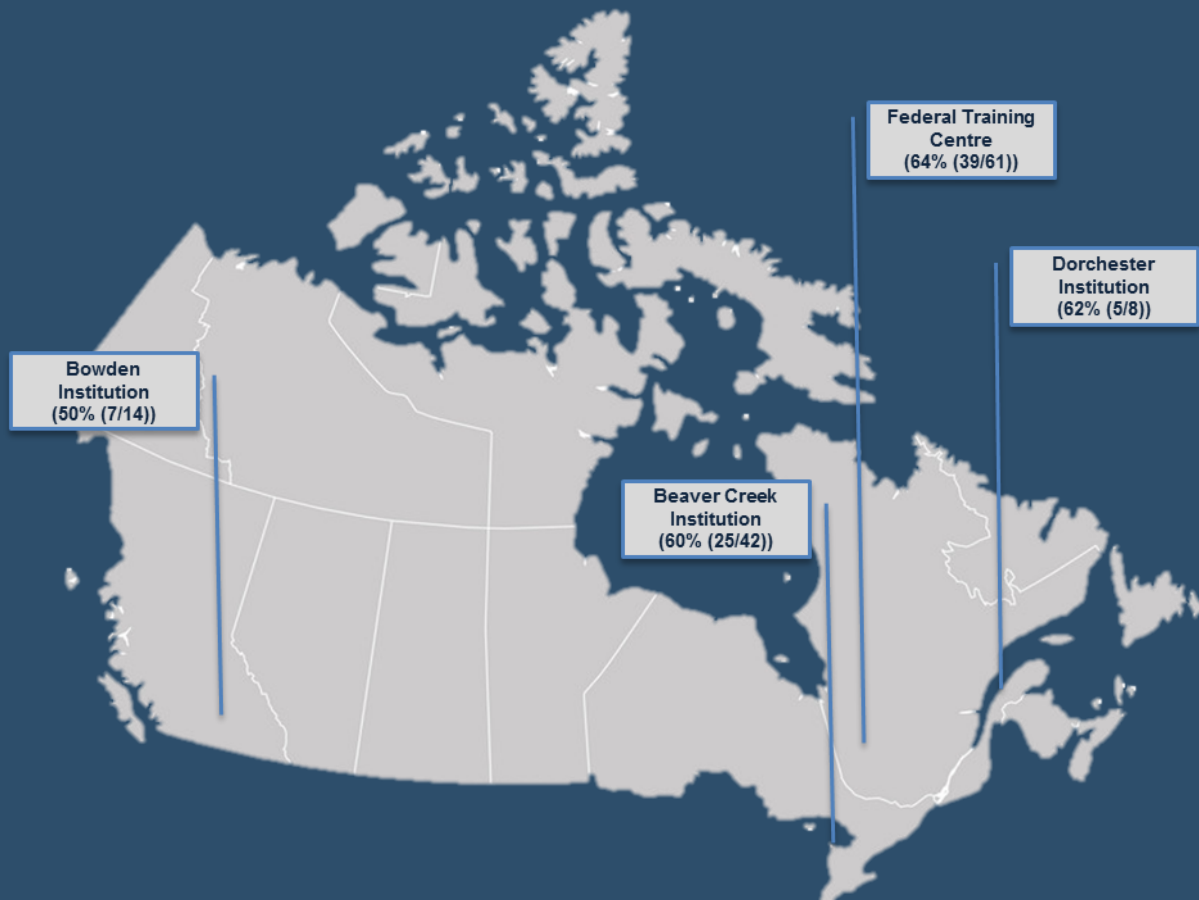 Federal Training
Centre
(64% (39/61))
Dorchester
Institution
(62% (5/8))
Bowden
Institution
(50% (7/14))
Beaver Creek
Institution
(60% (25/42))